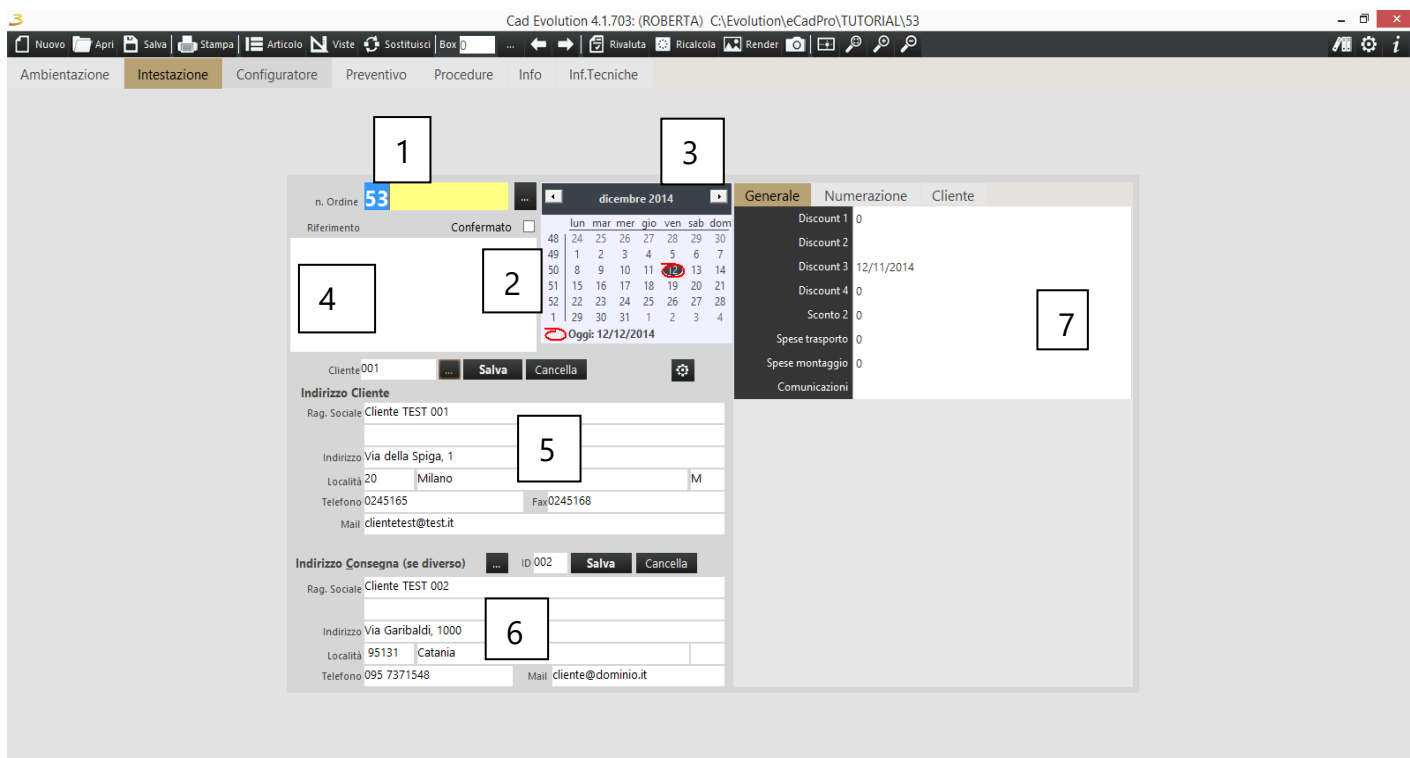 Cad Evolution 4.1.703: (ROBERTA) C:\Evolution\eCadPro\TUTORIAL\53
Nuovo Apri Salva Stampa Articolo Viste Sostituisci Box 0 ... Rivaluta Ricalcola Render
Ambientazione Intestazione Configuratore Preventivo Procedure Info Inf.Tecniche
1
3
n. Ordine 53 ...
Riferimento Confermato
4
2
dicembre 2014
lun mar mer gio ven sab dom
48 24 25 26 27 28 29 30
49 1 2 3 4 5 6 7
50 8 9 10 11 12 13 14
51 15 16 17 18 19 20 21
52 22 23 24 25 26 27 28
1 29 30 31 1 2 3 4
Oggi: 12/12/2014
Cliente 001 ... Salva Cancella
Indirizzo Cliente
Rag. Sociale Cliente TEST 001
5
Indirizzo Via della Spiga, 1
Località 20 Milano M
Telefono 0245165 Fax 0245168
Mail clientetest@test.it
Indirizzo Consegna (se diverso) ... ID 002 Salva Cancella
Rag. Sociale Cliente TEST 002
6
Indirizzo Via Garibaldi, 1000
Località 95131 Catania
Telefono 095 7371548 Mail cliente@dominio.it
Generale Numerazione Cliente
Discount 1 0
Discount 2
Discount 3 12/11/2014
Discount 4 0
Sconto 2 0
Spese trasporto 0
Spese montaggio 0
Comunicazioni
7